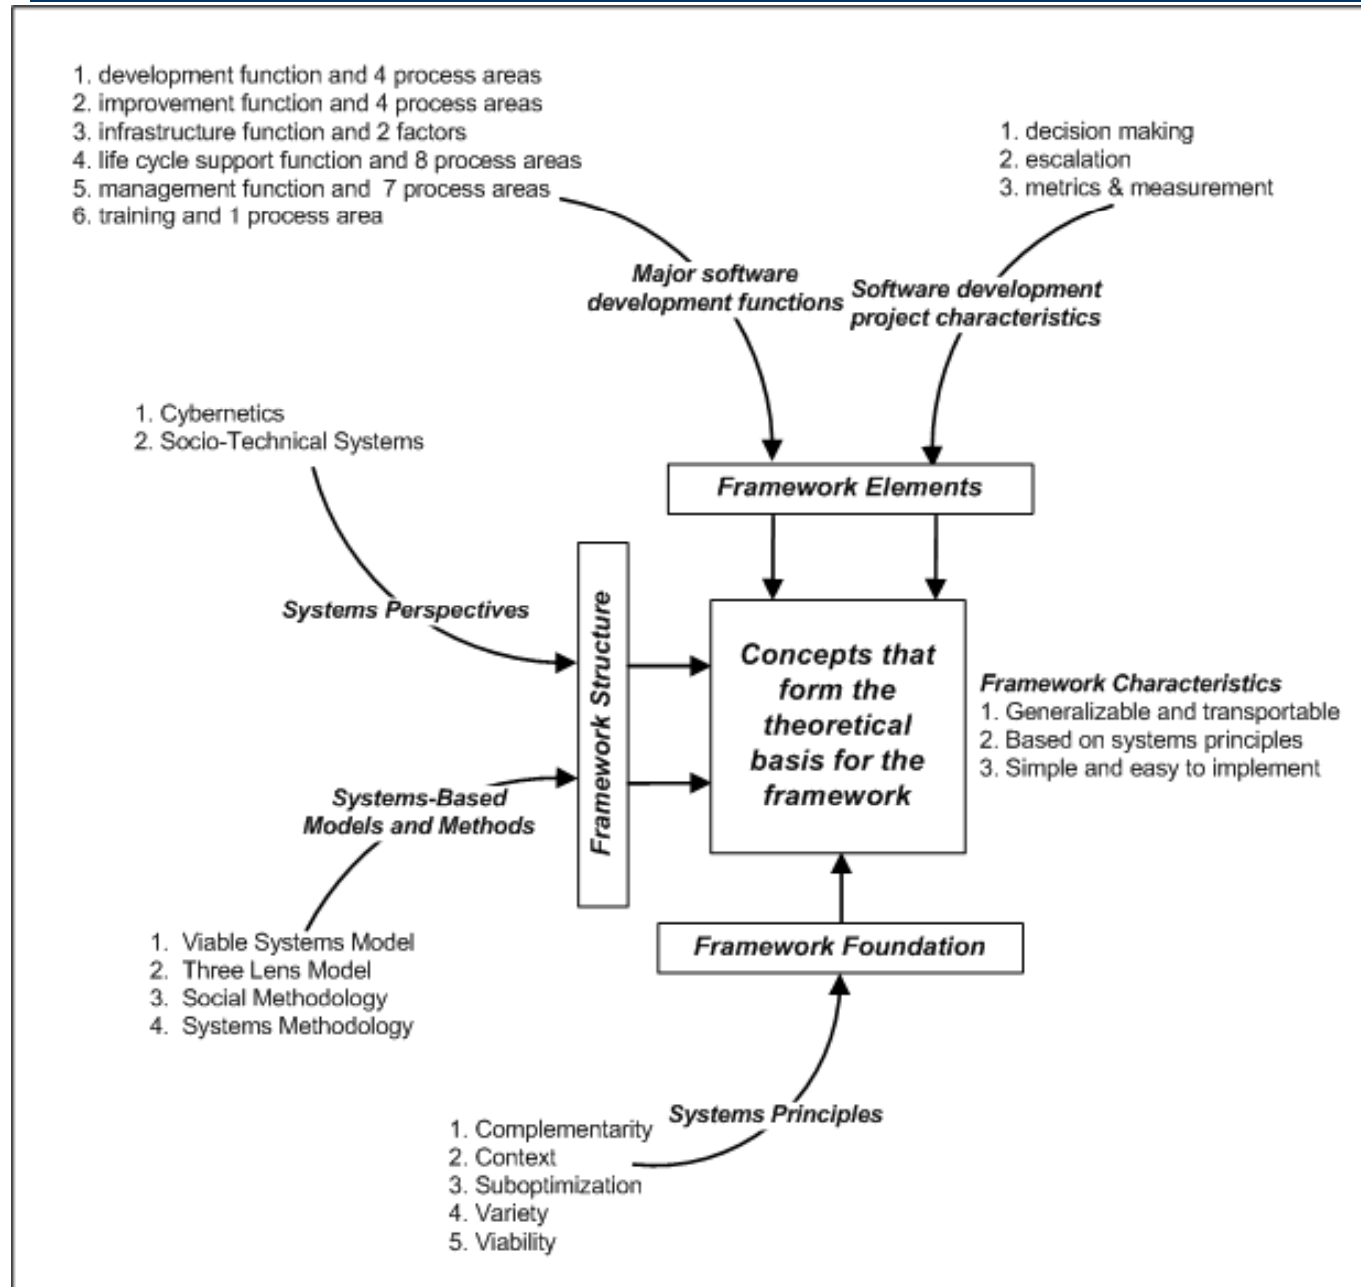 1. development function and 4 process areas
2. improvement function and 4 process areas
3. infrastructure function and 2 factors
4. life cycle support function and 8 process areas
5. management function and  7 process areas
6. training and 1 process area
1. decision making
2. escalation
3. metrics & measurement
Major software
development functions
Software development
project characteristics
1. Cybernetics
2. Socio-Technical Systems
Framework Elements
Systems Perspectives
Framework Structure
Concepts that
form the
theoretical
basis for the
framework
Framework Characteristics
1. Generalizable and transportable
2. Based on systems principles
3. Simple and easy to implement
Systems-Based
Models and Methods
1. Viable Systems Model
2. Three Lens Model
3. Social Methodology
4. Systems Methodology
Framework Foundation
Systems Principles
1. Complementarity
2. Context
3. Suboptimization
4. Variety
5. Viability